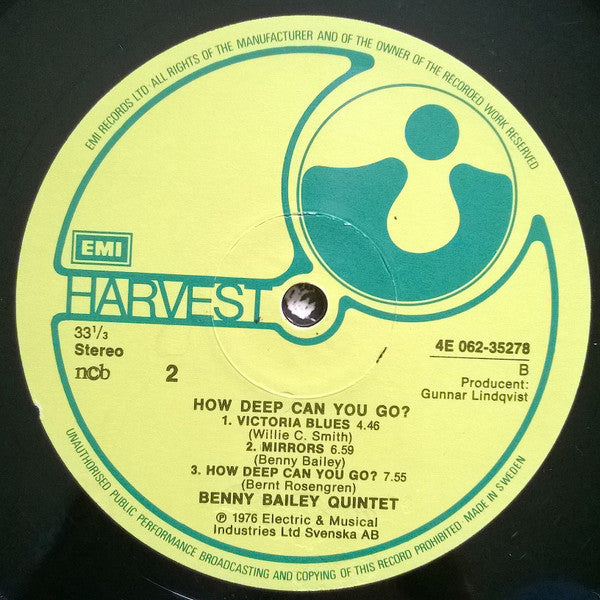 EMI RECORDS LTD · ALL RIGHTS OF THE MANUFACTURER AND OF THE OWNER OF THE RECORDED WORK RESERVED
EMI
HARVEST
33 1/3
Stereo
ncb
2
4E 062-35278
B
Producent:
Gunnar Lindqvist
HOW DEEP CAN YOU GO?
1. VICTORIA BLUES 4.46
(Willie C. Smith)
2. MIRRORS 6.59
(Benny Bailey)
3. HOW DEEP CAN YOU GO? 7.55
(Bernt Rosengren)
BENNY BAILEY QUINTET
℗ 1976 Electric & Musical
Industries Ltd Svenska AB
UNAUTHORISED PUBLIC PERFORMANCE BROADCASTING AND COPYING OF THIS RECORD PROHIBITED · MADE IN SWEDEN